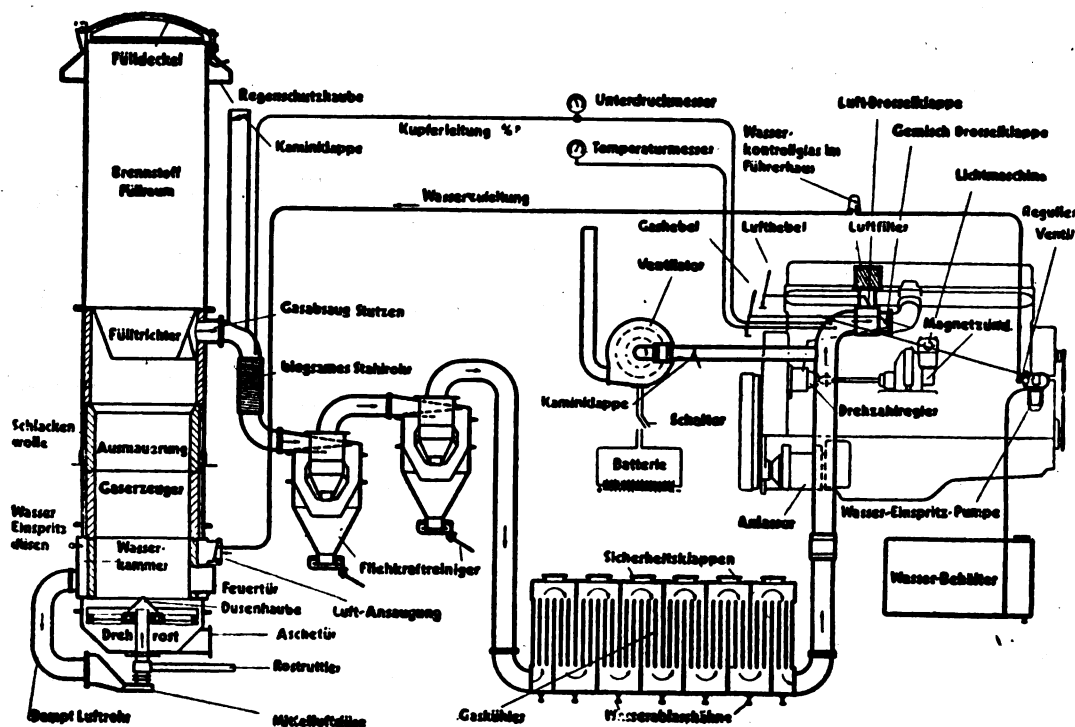 Fülldeckel
Regenschutzhaube
Kaminklappe
Brennstoff
Füllraum
Kupferleitung
Unterdruckmesser
Temperaturmesser
Wasserzuleitung
Luft-Drosselklappe
Gemisch Drosselklappe
Wasser-
kontrollglas im
Führerhaus
Lichtmaschine
Regulier
Ventil
Gashebel
Lufthebel
Luftfilter
Ventilator
Gasabsaug Stutzen
Fülltrichter
biegsames Stahlrohr
Magnetzünd.
Kaminklappe
Schalter
Drehzahlregler
Schlacken
wolle
Ausmauerung
Batterie
Gaserzeuger
Wasser
Einspritz
düsen
Wasser-
kammer
Anlasser
Wasser-Einspritz-Pumpe
Fliehkraftreiniger
Sicherheitsklappen
Wasser-Behälter
Feuertür
Düsenhaube
Luft-Ansaugung
Drehrost
Aschetür
Rostrüttler
Dampf Luftrohr
Mittelluftdüse
Gaskühler
Wasserablasshähne